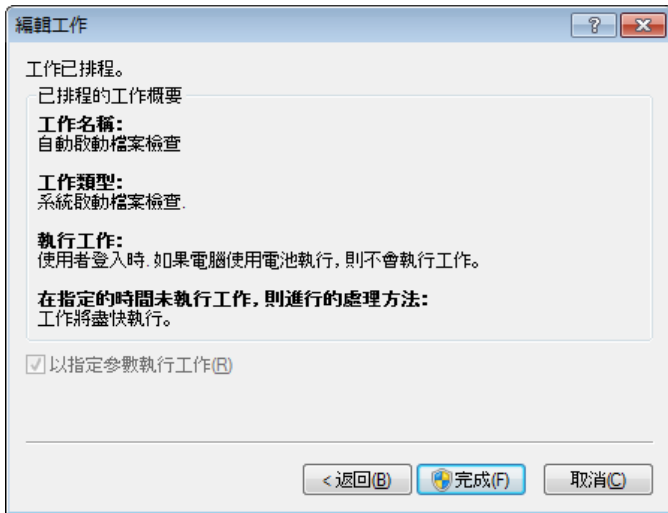 編輯工作
工作已排程。
已排程的工作概要
工作名稱:
自動啟動檔案檢查
工作類型:
系統啟動檔案檢查.
執行工作:
使用者登入時.如果電腦使用電池執行,則不會執行工作。
在指定的時間未執行工作,則進行的處理方法:
工作將盡快執行。
以指定參數執行工作(R)
< 返回(B) 完成(F) 取消(C)